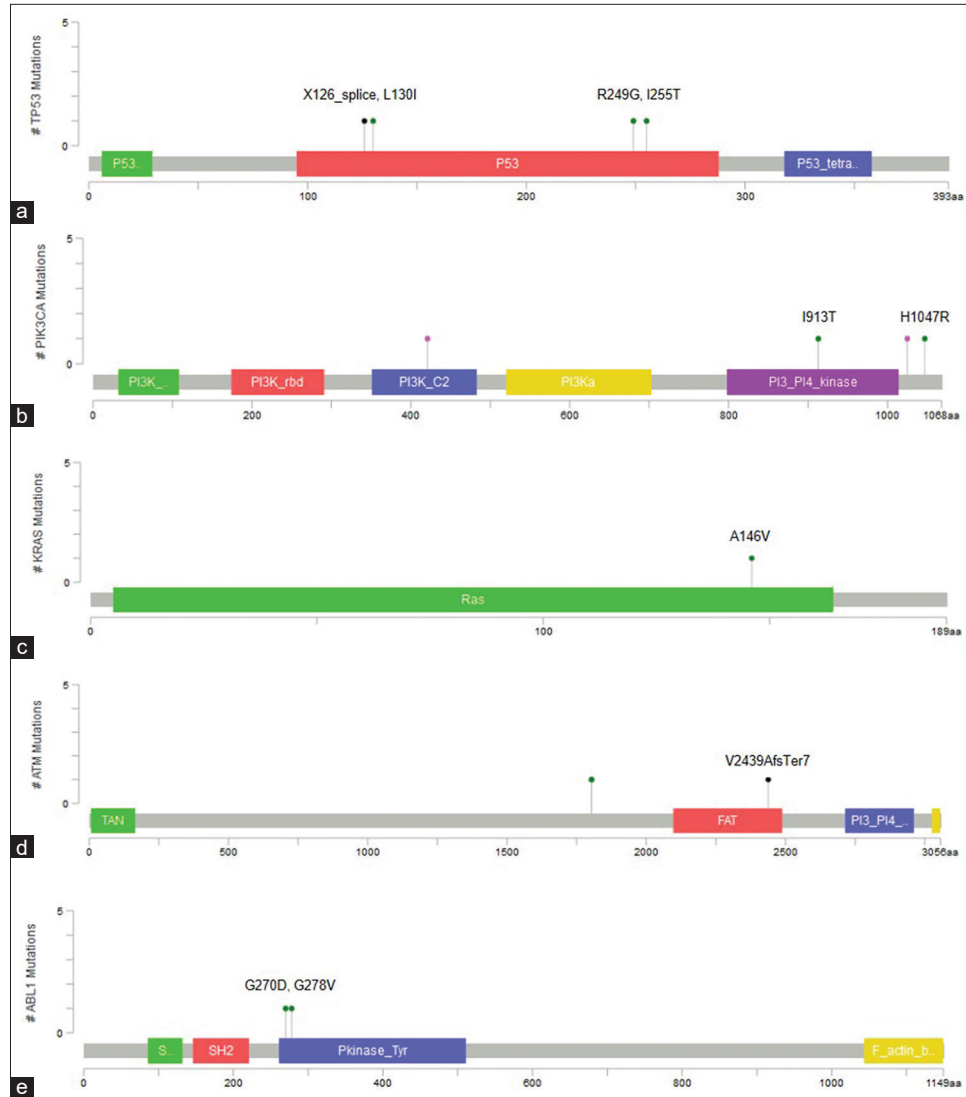 # TP53 Mutations
5
0
X126_splice, L130I
R249G, I255T
P53..
P53
P53_tetra..
0
100
200
300
393aa
a
# PIK3CA Mutations
5
0
I913T
H1047R
PI3K_..
PI3K_rbd
PI3K_C2
PI3Ka
PI3_PI4_kinase
0
200
400
600
800
1000
1068aa
b
# KRAS Mutations
5
0
A146V
Ras
0
100
189aa
c
# ATM Mutations
5
0
V2439AfsTer7
TAN
FAT
PI3_PI4_..
0
500
1000
1500
2000
2500
3056aa
d
# ABL1 Mutations
5
0
G270D, G278V
S..
SH2
Pkinase_Tyr
F_actin_b..
0
200
400
600
800
1000
1149aa
e